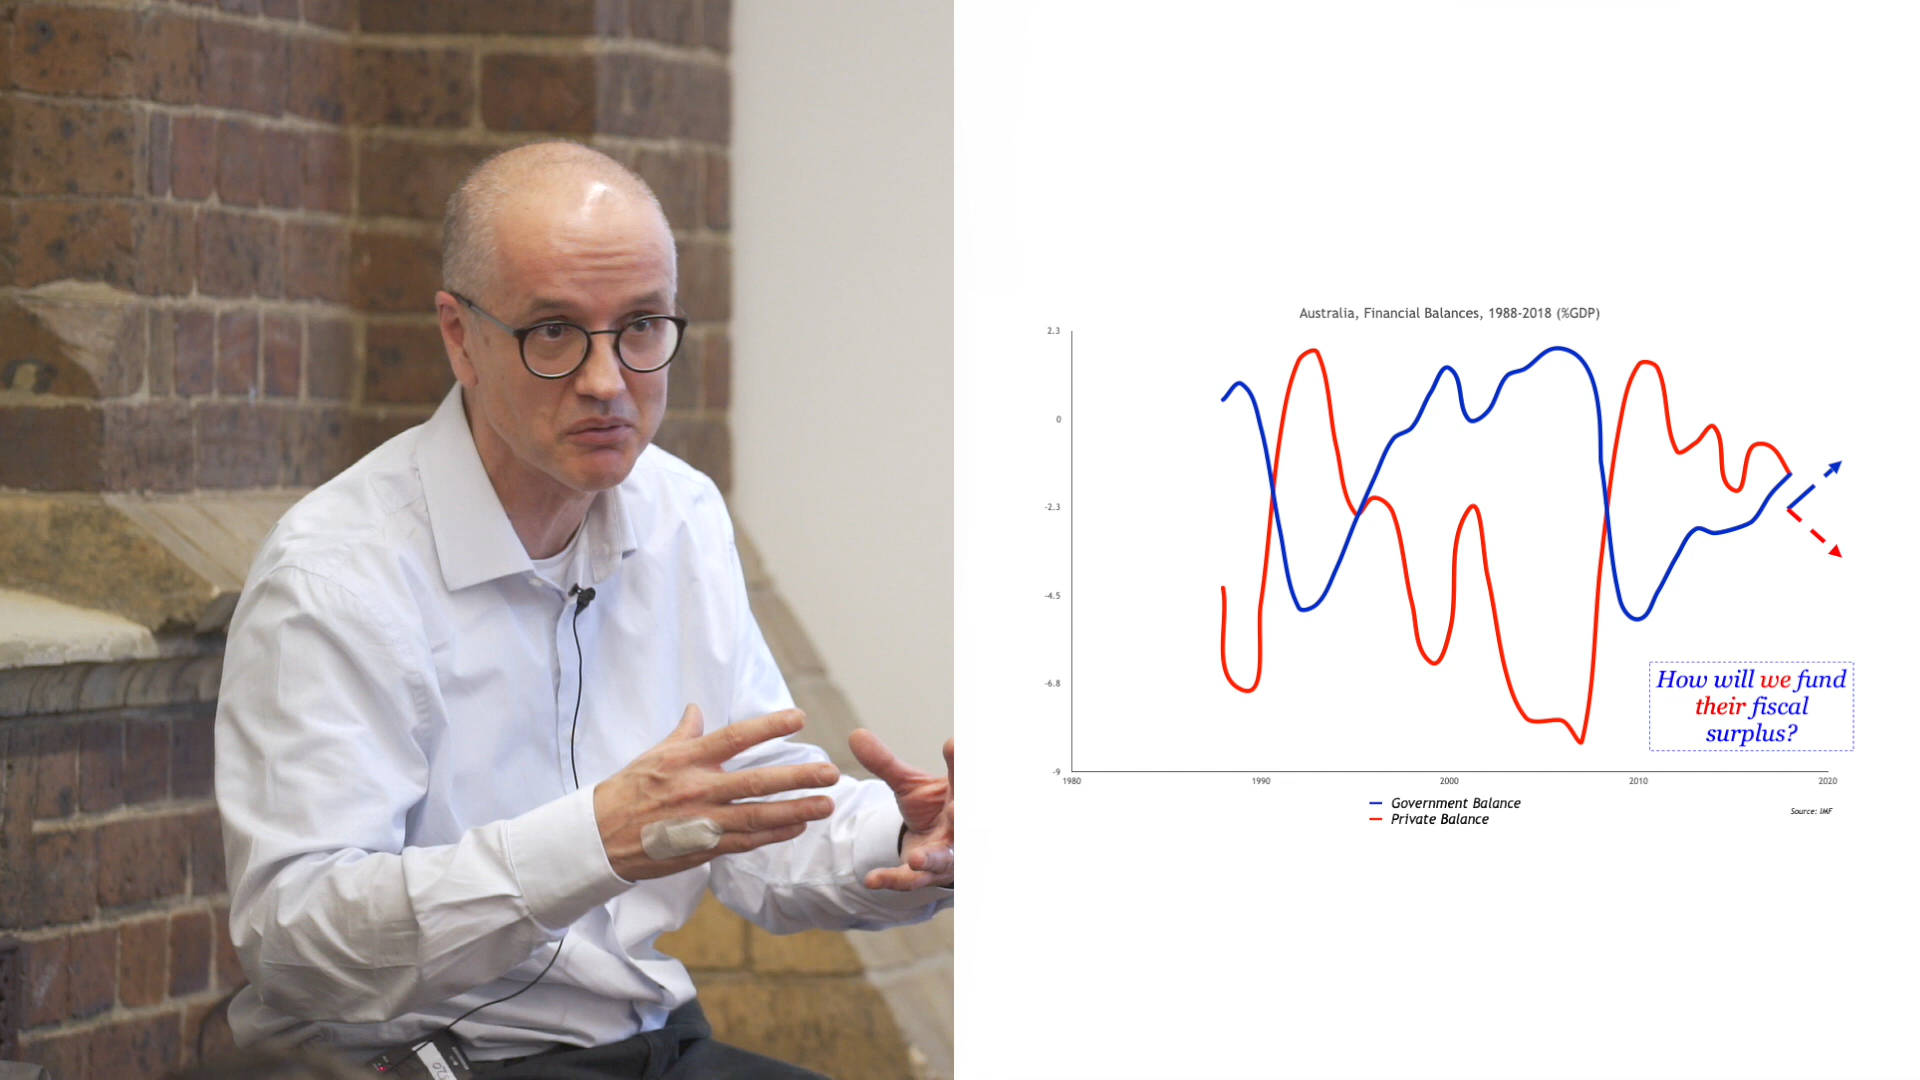 Australia, Financial Balances, 1988-2018 (%GDP)
2.3
0
-2.3
-4.5
-6.8
-9
1980
1990
2000
2010
2020
How will we fund
their fiscal
surplus?
Government Balance
Private Balance
Source: IMF